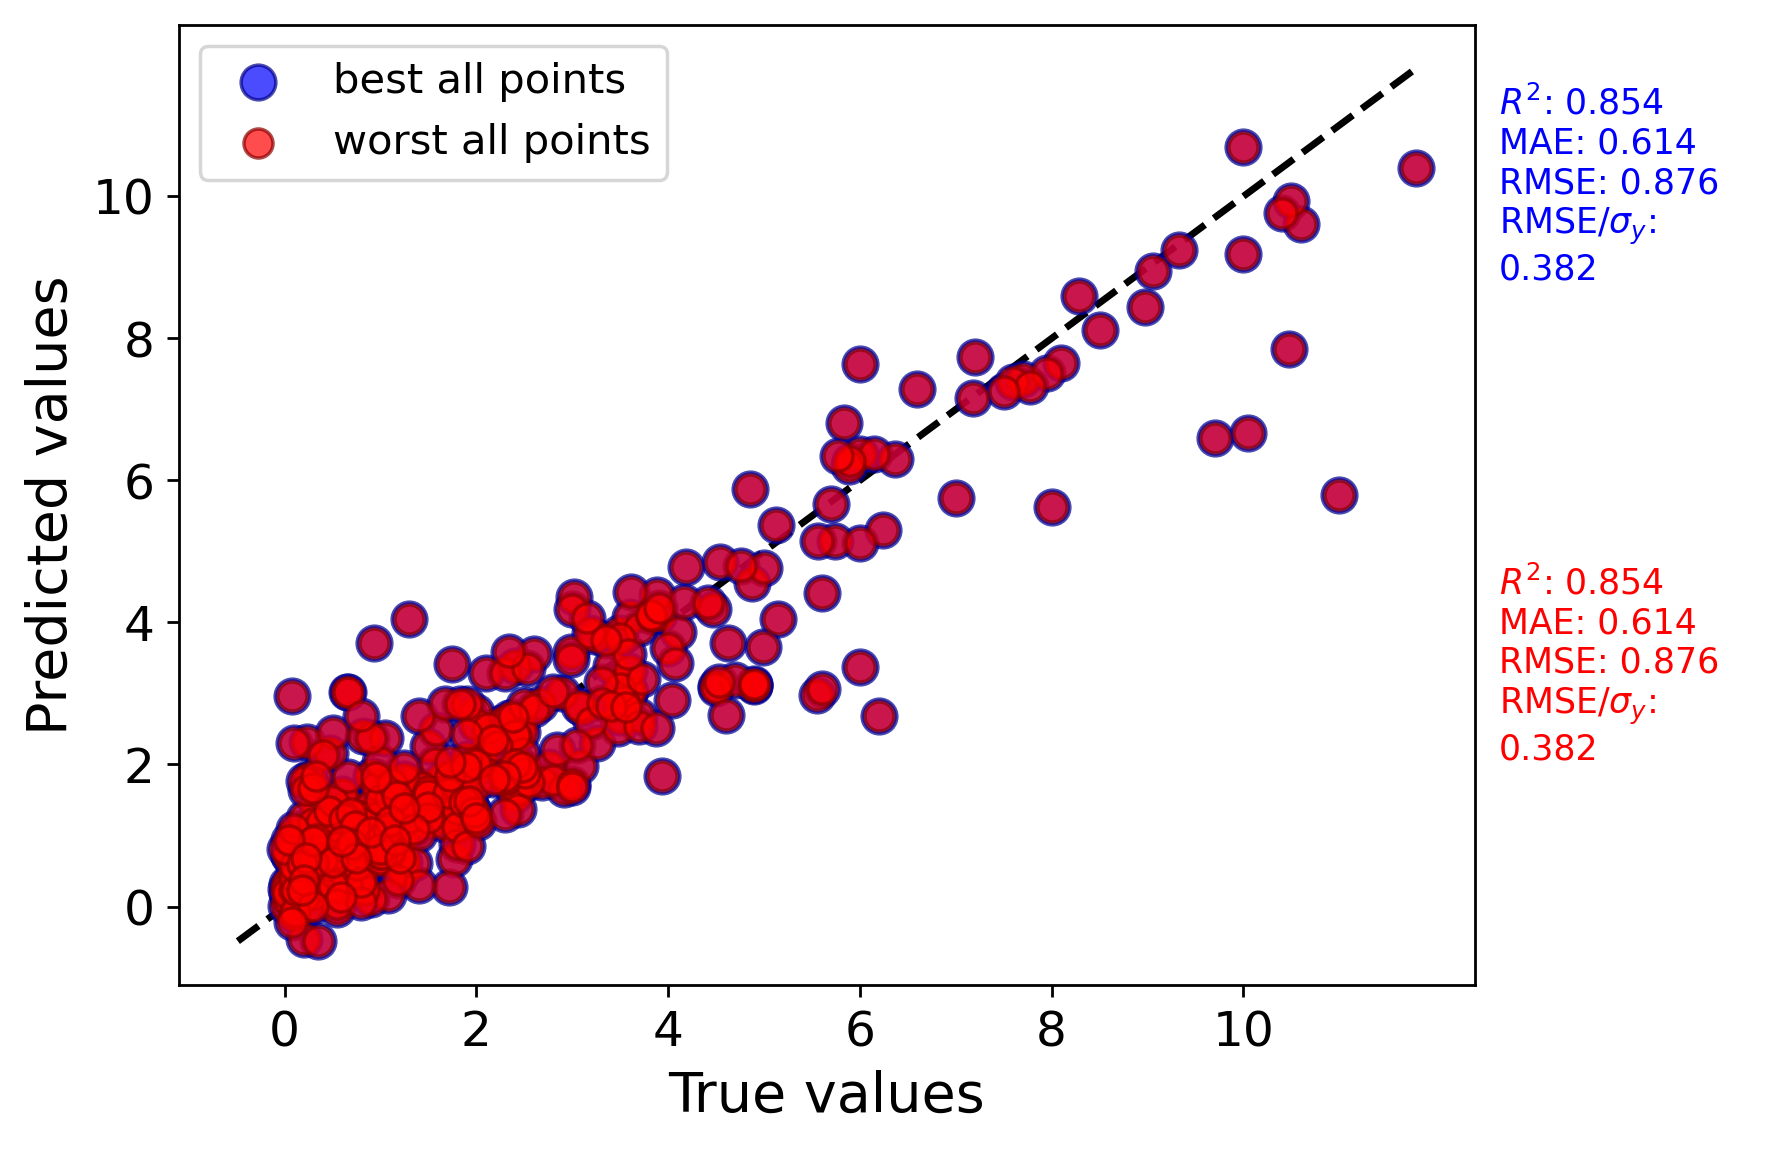 best all points
worst all points
R²: 0.854
MAE: 0.614
RMSE: 0.876
RMSE/σ_y:
0.382
R²: 0.854
MAE: 0.614
RMSE: 0.876
RMSE/σ_y:
0.382
Predicted values
10
8
6
4
2
0
0 2 4 6 8 10
True values